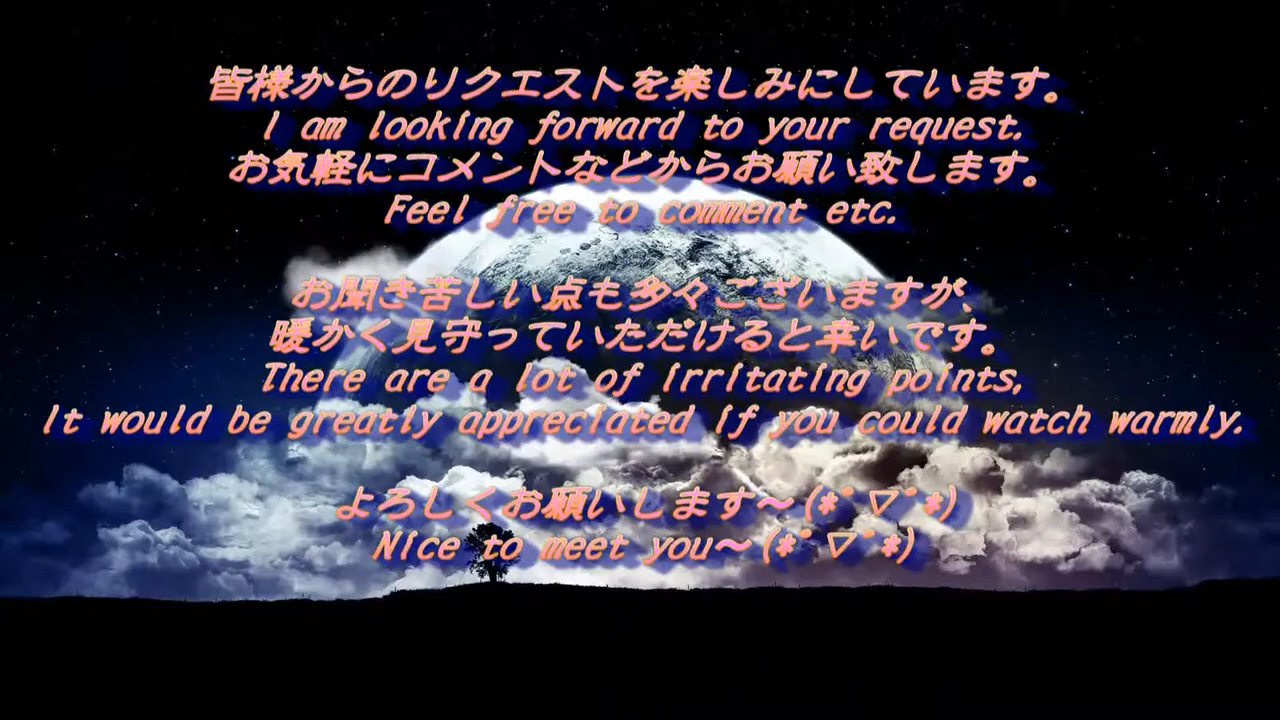 皆様からのリクエストを楽しみにしています。
I am looking forward to your request.
お気軽にコメントなどからお願い致します。
Feel free to comment etc.
お聞き苦しい点も多々ございますが、
暖かく見守っていただけると幸いです。
There are a lot of irritating points,
It would be greatly appreciated if you could watch warmly.
よろしくお願いします～(*ﾟ▽ﾟ*)
Nice to meet you～(*ﾟ▽ﾟ*)